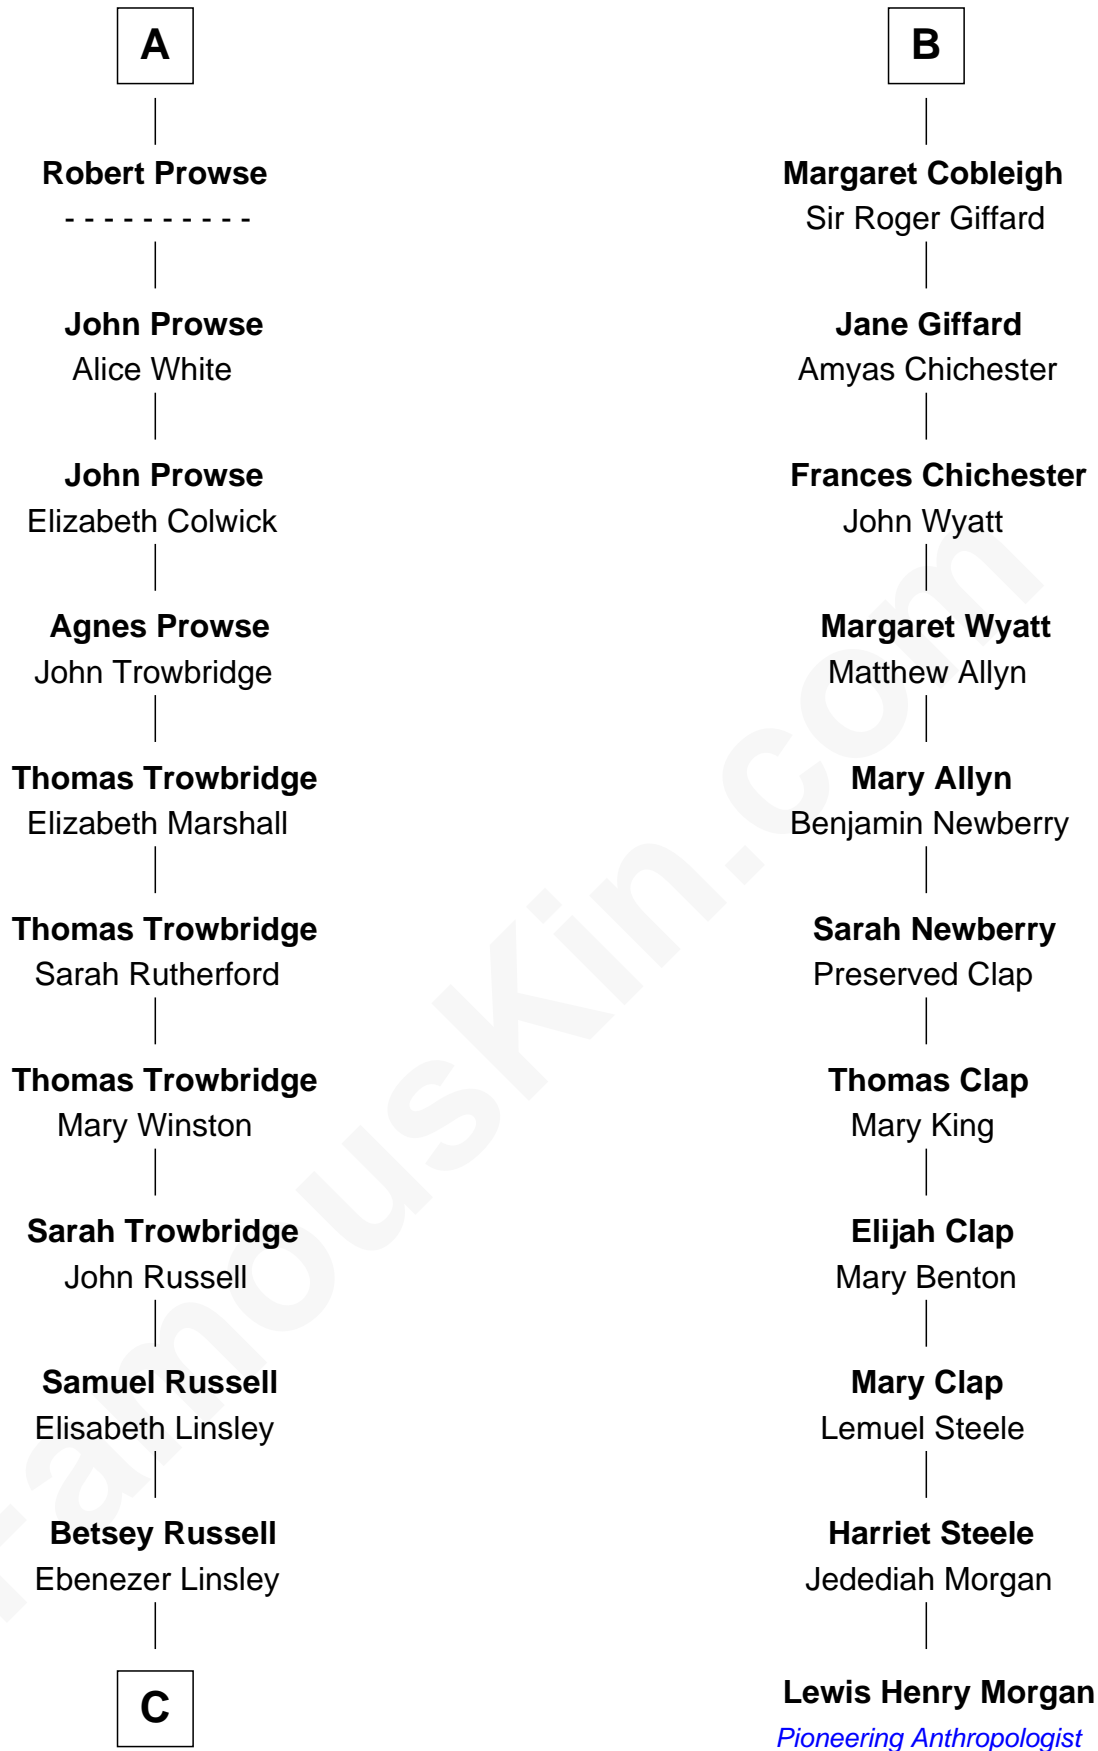 A
Robert Prowse
- - - - - - - - - -
John Prowse
Alice White
John Prowse
Elizabeth Colwick
Agnes Prowse
John Trowbridge
Thomas Trowbridge
Elizabeth Marshall
Thomas Trowbridge
Sarah Rutherford
Thomas Trowbridge
Mary Winston
Sarah Trowbridge
John Russell
Samuel Russell
Elisabeth Linsley
Betsey Russell
Ebenezer Linsley
C
B
Margaret Cobleigh
Sir Roger Giffard
Jane Giffard
Amyas Chichester
Frances Chichester
John Wyatt
Margaret Wyatt
Matthew Allyn
Mary Allyn
Benjamin Newberry
Sarah Newberry
Preserved Clap
Thomas Clap
Mary King
Elijah Clap
Mary Benton
Mary Clap
Lemuel Steele
Harriet Steele
Jedediah Morgan
Lewis Henry Morgan
Pioneering Anthropologist
FamousKin.com